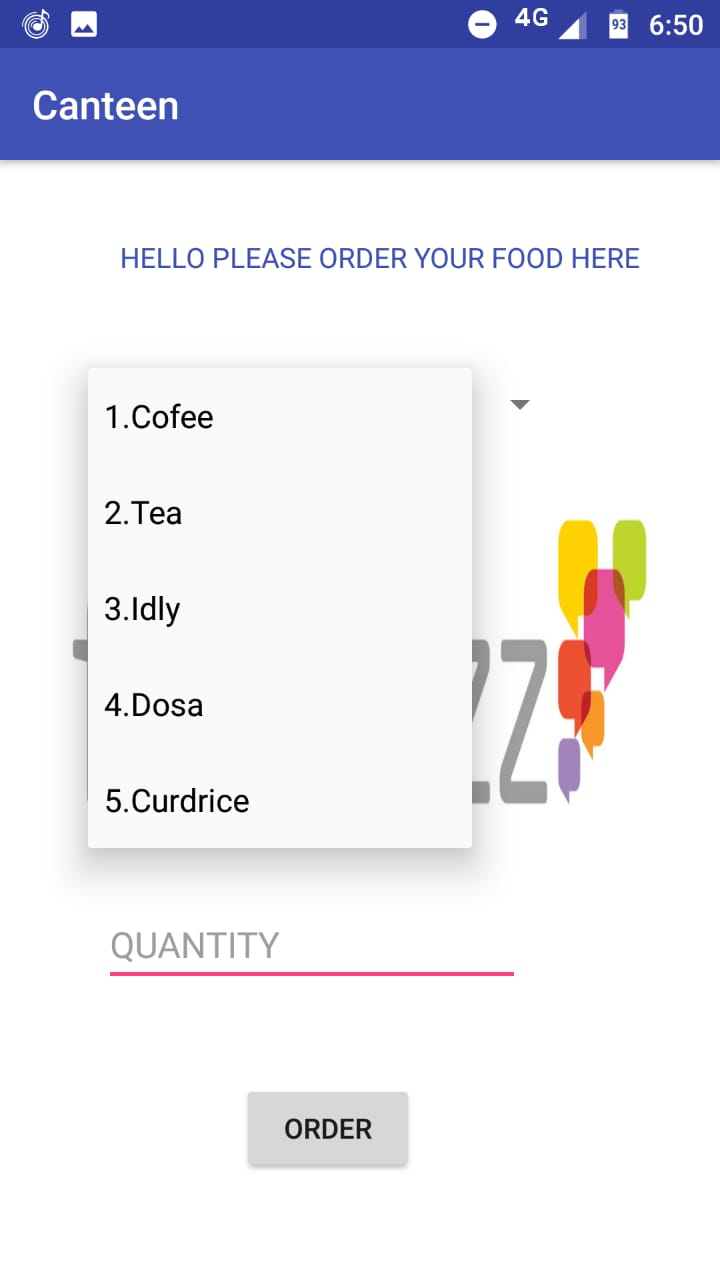 4G 93 6:50
Canteen
HELLO PLEASE ORDER YOUR FOOD HERE
1.Cofee
2.Tea
3.Idly
4.Dosa
5.Curdrice
QUANTITY
ORDER